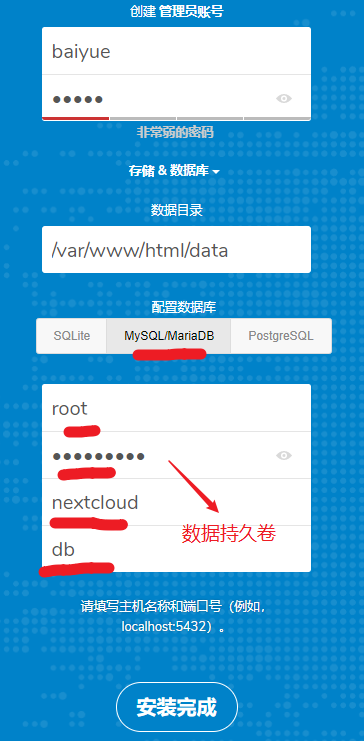 创建 管理员账号
baiyue
●●●●●
非常弱的密码
存储 & 数据库
数据目录
/var/www/html/data
配置数据库
SQLite MySQL/MariaDB PostgreSQL
root
●●●●●●●●●
nextcloud
数据持久卷
db
请填写主机名称和端口号（例如，
localhost:5432）。
安装完成